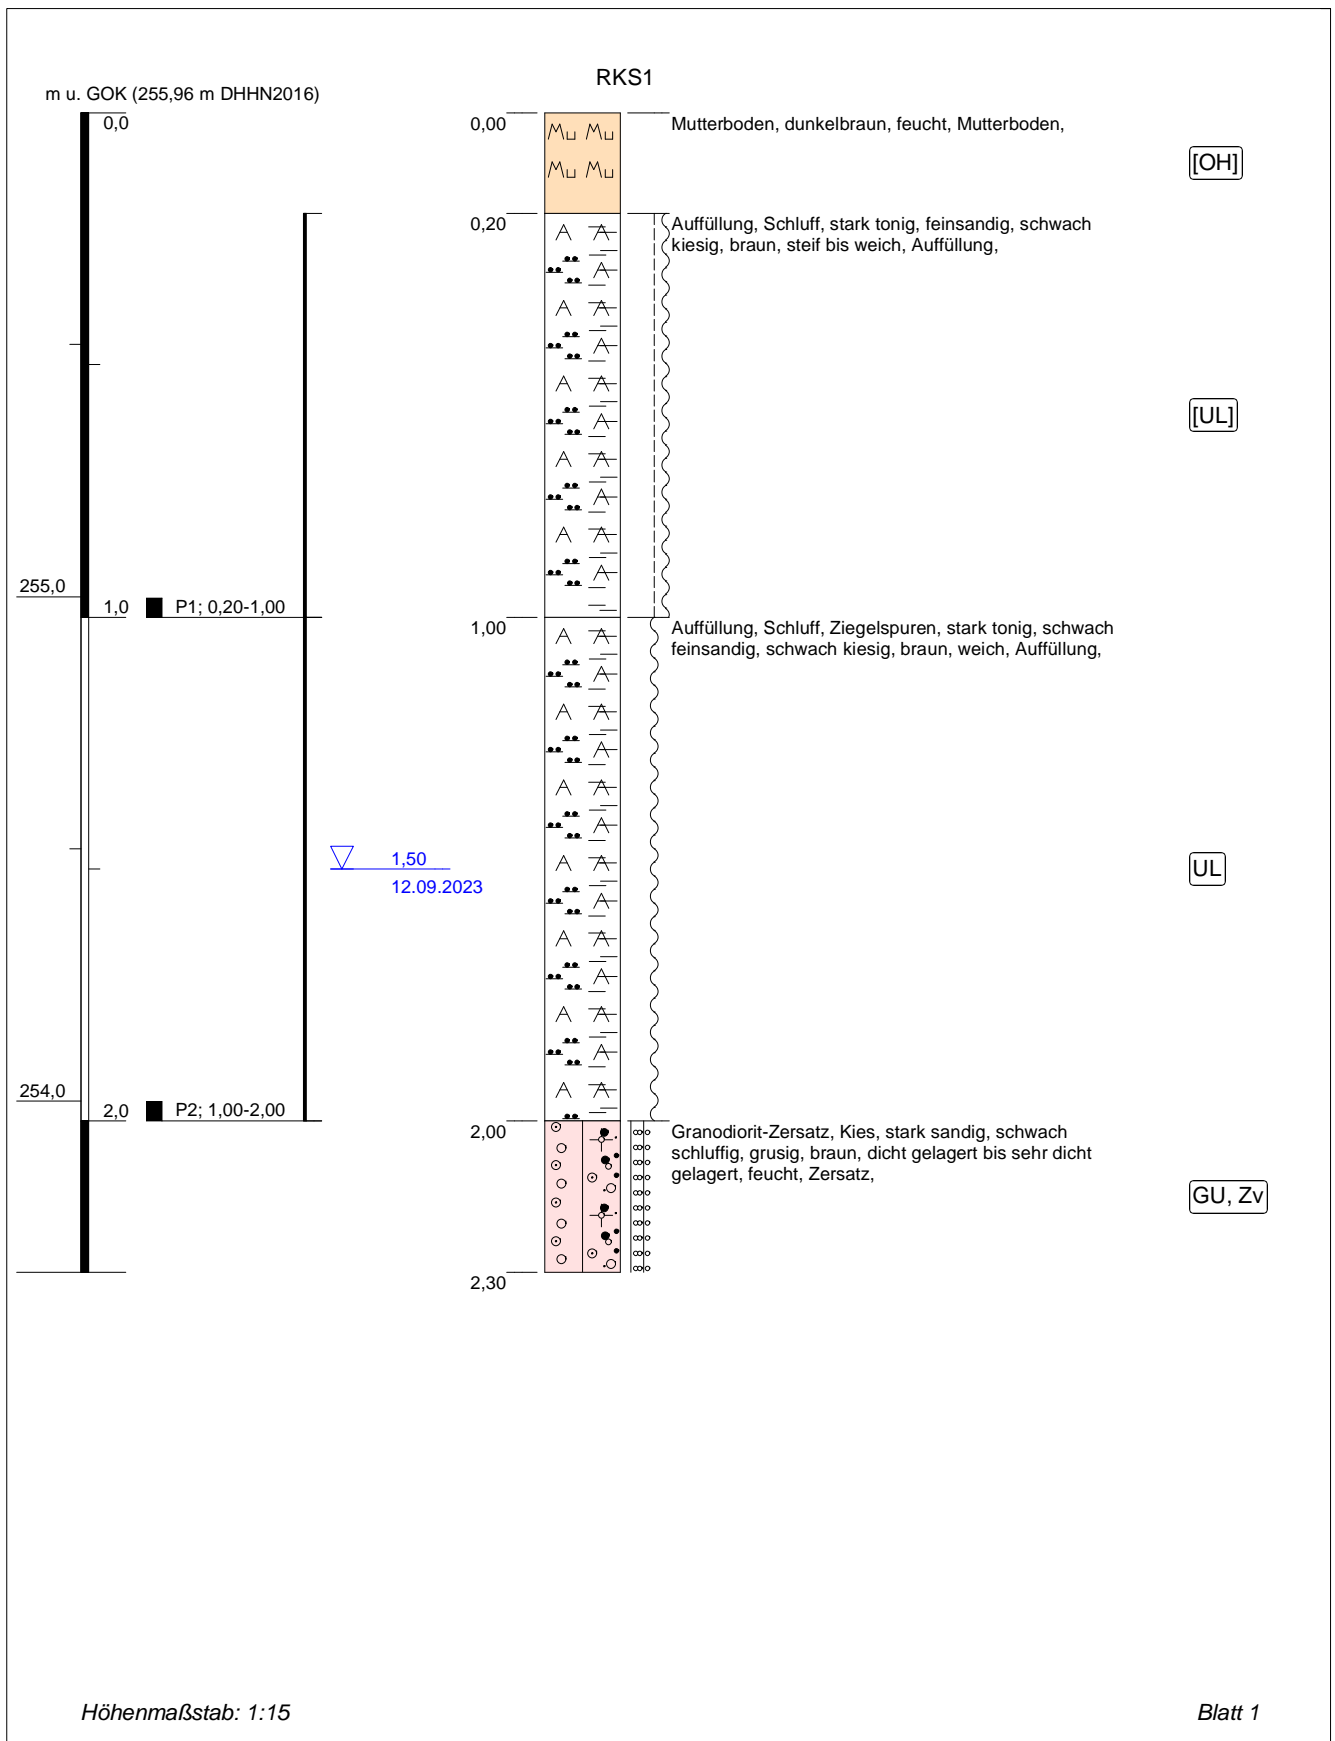 RKS1
m u. GOK (255,96 m DHHN2016)
0,0
0,00
Mutterboden, dunkelbraun, feucht, Mutterboden,
[OH]
0,20
Auffüllung, Schluff, stark tonig, feinsandig, schwach
kiesig, braun, steif bis weich, Auffüllung,
[UL]
255,0
1,0
P1; 0,20-1,00
1,00
Auffüllung, Schluff, Ziegelspuren, stark tonig, schwach
feinsandig, schwach kiesig, braun, weich, Auffüllung,
1,50
12.09.2023
UL
254,0
2,0
P2; 1,00-2,00
2,00
Granodiorit-Zersatz, Kies, stark sandig, schwach
schluffig, grusig, braun, dicht gelagert bis sehr dicht
gelagert, feucht, Zersatz,
GU, Zv
2,30
Höhenmaßstab: 1:15
Blatt 1